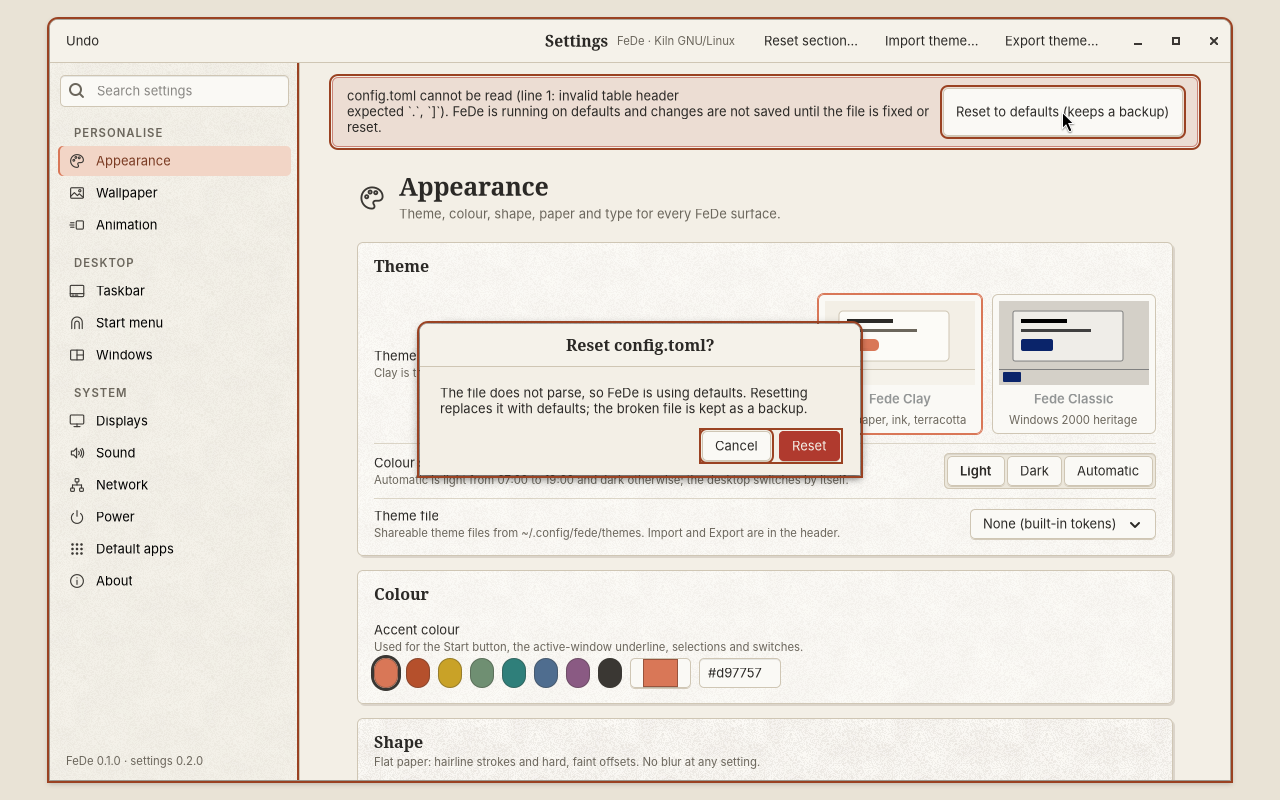 Undo
Settings FeDe · Kiln GNU/Linux
Reset section...
Import theme...
Export theme...
Search settings
PERSONALISE
Appearance
Wallpaper
Animation
DESKTOP
Taskbar
Start menu
Windows
SYSTEM
Displays
Sound
Network
Power
Default apps
About
FeDe 0.1.0 · settings 0.2.0
config.toml cannot be read (line 1: invalid table header
expected `.`, `]`). FeDe is running on defaults and changes are not saved until the file is fixed or
reset.
Reset to defaults (keeps a backup)
Appearance
Theme, colour, shape, paper and type for every FeDe surface.
Theme
Theme
Clay is t
Fede Clay
aper, ink, terracotta
Fede Classic
Windows 2000 heritage
Reset config.toml?
The file does not parse, so FeDe is using defaults. Resetting
replaces it with defaults; the broken file is kept as a backup.
Cancel
Reset
Colour
Automatic is light from 07:00 to 19:00 and dark otherwise; the desktop switches by itself.
Light
Dark
Automatic
Theme file
Shareable theme files from ~/.config/fede/themes. Import and Export are in the header.
None (built-in tokens)
Colour
Accent colour
Used for the Start button, the active-window underline, selections and switches.
#d97757
Shape
Flat paper: hairline strokes and hard, faint offsets. No blur at any setting.